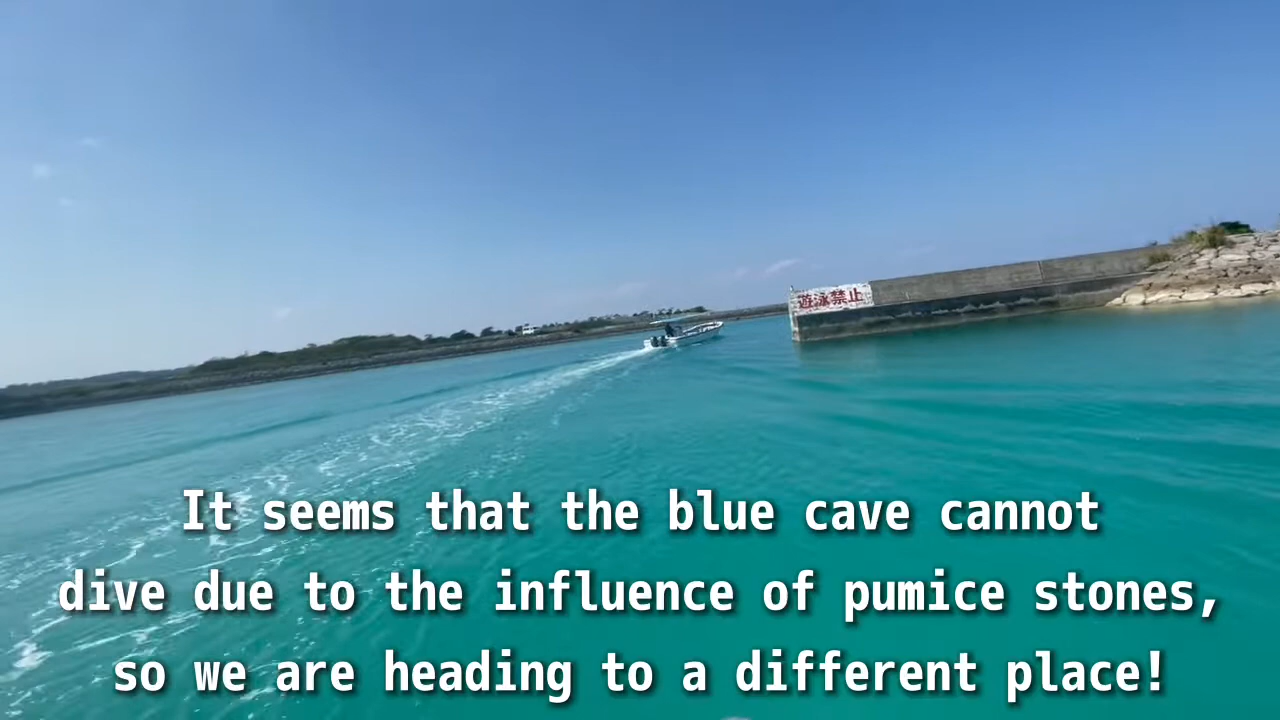 遊泳禁止
It seems that the blue cave cannot
dive due to the influence of pumice stones,
so we are heading to a different place!